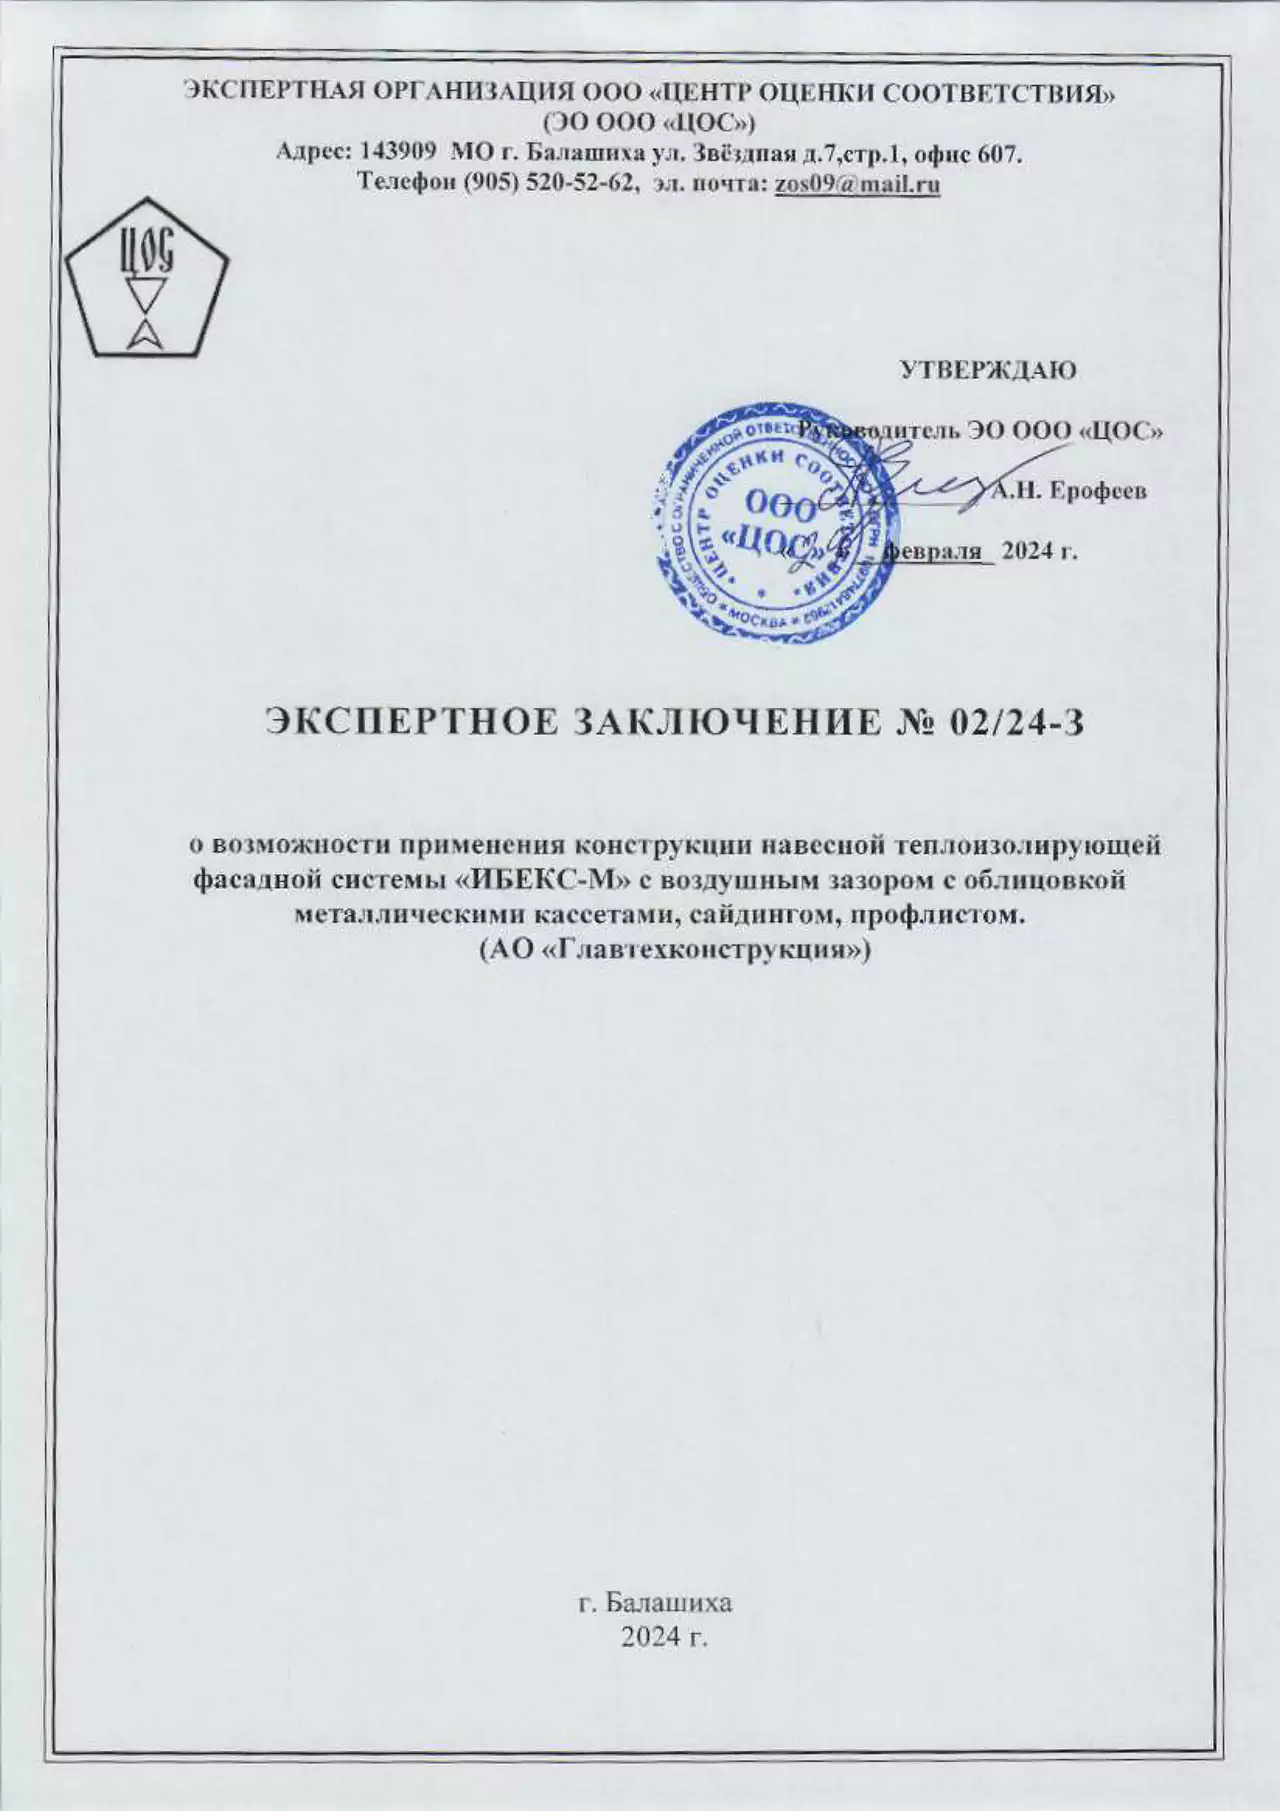 ЭКСПЕРТНАЯ ОРГАНИЗАЦИЯ ООО «ЦЕНТР ОЦЕНКИ СООТВЕТСТВИЯ»
(ЭО ООО «ЦОС»)
Адрес: 143909 МО г. Балашиха ул. Звёздная д.7,стр.1, офис 607.
Телефон (905) 520-52-62, эл. почта: zos09@mail.ru
ЦОS
УТВЕРЖДАЮ
Руководитель ЭО ООО «ЦОС»
А.Н. Ерофеев
февраля 2024 г.
ОБЩЕСТВО С ОГРАНИЧЕННОЙ ОТВЕТСТВЕННОСТЬЮ
* МОСКВА *
ЦЕНТР ОЦЕНКИ СООТВЕТСТВИЯ
ООО
«ЦОС»
ЭКСПЕРТНОЕ ЗАКЛЮЧЕНИЕ № 02/24-3
о возможности применения конструкции навесной теплоизолирующей
фасадной системы «ИБЕКС-М» с воздушным зазором с облицовкой
металлическими кассетами, сайдингом, профлистом.
(АО «Главтехконструкция»)
г. Балашиха
2024 г.